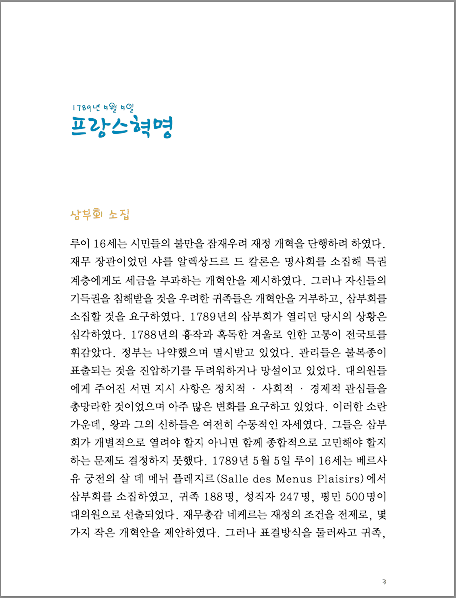 1789년 5월 5일
프랑스혁명
삼부회 소집
루이 16세는 시민들의 불만을 잠재우려 재정 개혁을 단행하려 하였다.
재무 장관이었던 샤를 알렉상드르 드 칼론은 명사회를 소집해 특권
계층에게도 세금을 부과하는 개혁안을 제시하였다. 그러나 자신들의
기득권을 침해받을 것을 우려한 귀족들은 개혁안을 거부하고, 삼부회를
소집할 것을 요구하였다. 1789년의 삼부회가 열리던 당시의 상황은
심각하였다. 1788년의 흉작과 혹독한 겨울로 인한 고통이 전국토를
휘감았다. 정부는 나약했으며 멸시받고 있었다. 관리들은 불복종이
표출되는 것을 진압하기를 두려워하거나 망설이고 있었다. 대의원들
에게 주어진 서면 지시 사항은 정치적 · 사회적 · 경제적 관심들을
총망라한 것이었으며 아주 많은 변화를 요구하고 있었다. 이러한 소란
가운데, 왕과 그의 신하들은 여전히 수동적인 자세였다. 그들은 삼부
회가 개별적으로 열려야 할지 아니면 함께 종합적으로 고민해야 할지
하는 문제도 결정하지 못했다. 1789년 5월 5일 루이 16세는 베르사
유 궁전의 살 데 메뉘 플레지르(Salle des Menus Plaisirs)에서
삼부회를 소집하였고, 귀족 188명, 성직자 247명, 평민 500명이
대의원으로 선출되었다. 재무총감 네케르는 재정의 조건을 전제로, 몇
가지 작은 개혁안을 제안하였다. 그러나 표결방식을 둘러싸고 귀족,
3